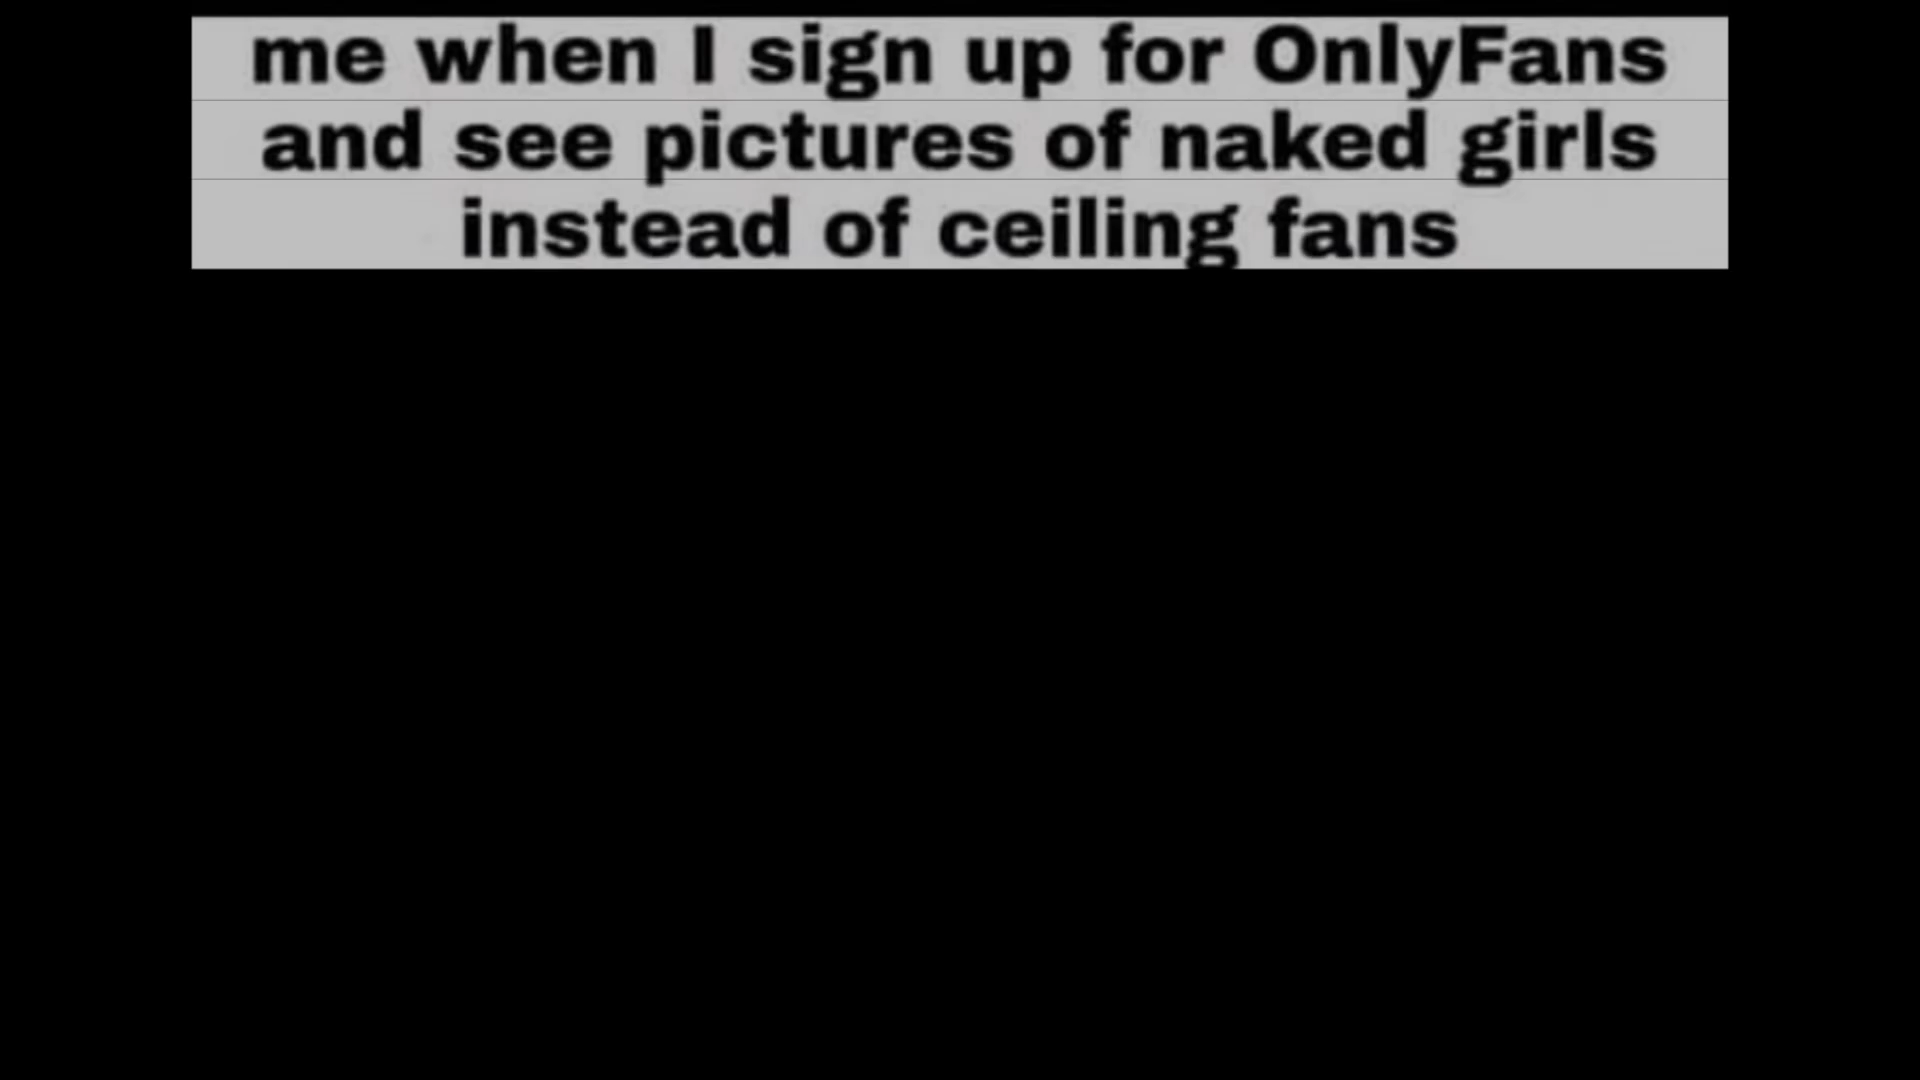 me when I sign up for OnlyFans
and see pictures of naked girls
instead of ceiling fans